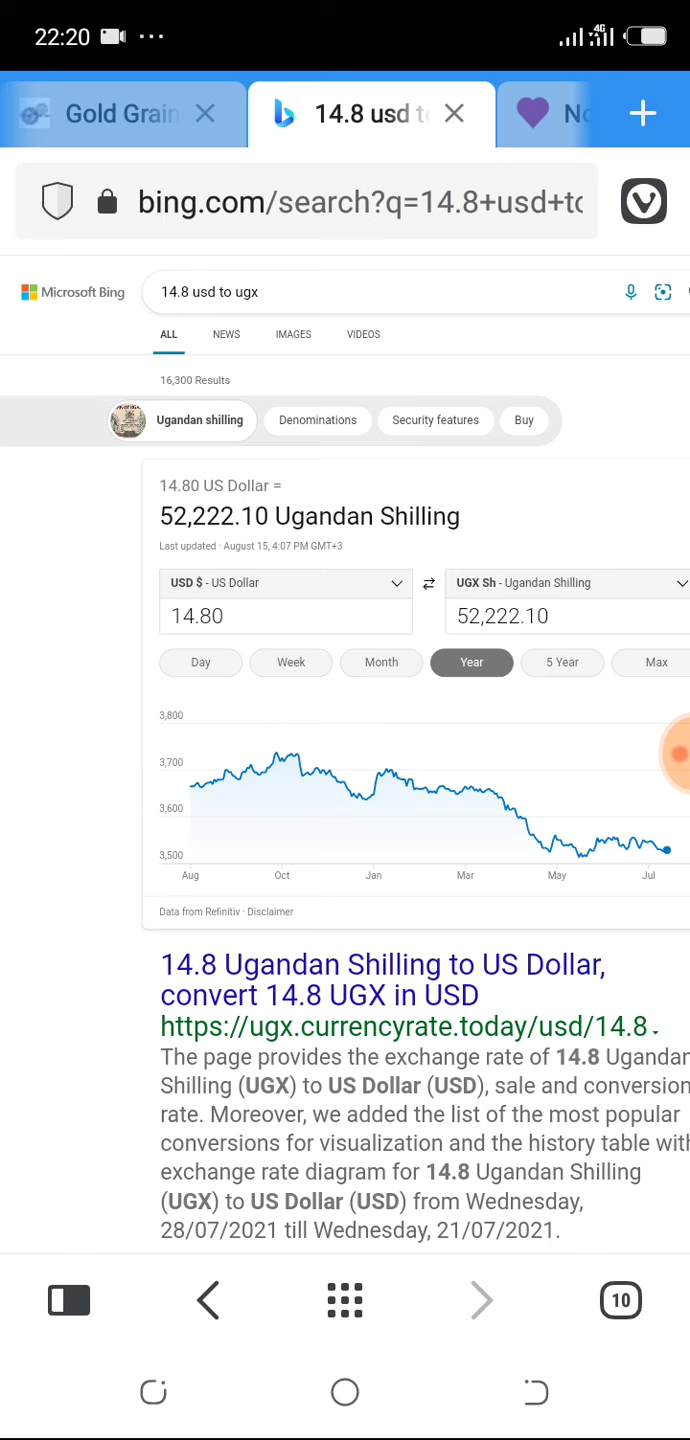 22:20
4G
Gold Grain
14.8 usd to
No
bing.com/search?q=14.8+usd+to
Microsoft Bing
14.8 usd to ugx
ALL NEWS IMAGES VIDEOS
16,300 Results
Ugandan shilling Denominations Security features Buy
14.80 US Dollar =
52,222.10 Ugandan Shilling
Last updated · August 15, 4:07 PM GMT+3
USD $ - US Dollar UGX Sh - Ugandan Shilling
14.80 52,222.10
Day Week Month Year 5 Year Max
3,800
3,700
3,600
3,500
Aug Oct Jan Mar May Jul
Data from Refinitiv · Disclaimer
14.8 Ugandan Shilling to US Dollar,
convert 14.8 UGX in USD
https://ugx.currencyrate.today/usd/14.8
The page provides the exchange rate of 14.8 Ugandan
Shilling (UGX) to US Dollar (USD), sale and conversion
rate. Moreover, we added the list of the most popular
conversions for visualization and the history table with
exchange rate diagram for 14.8 Ugandan Shilling
(UGX) to US Dollar (USD) from Wednesday,
28/07/2021 till Wednesday, 21/07/2021.
10